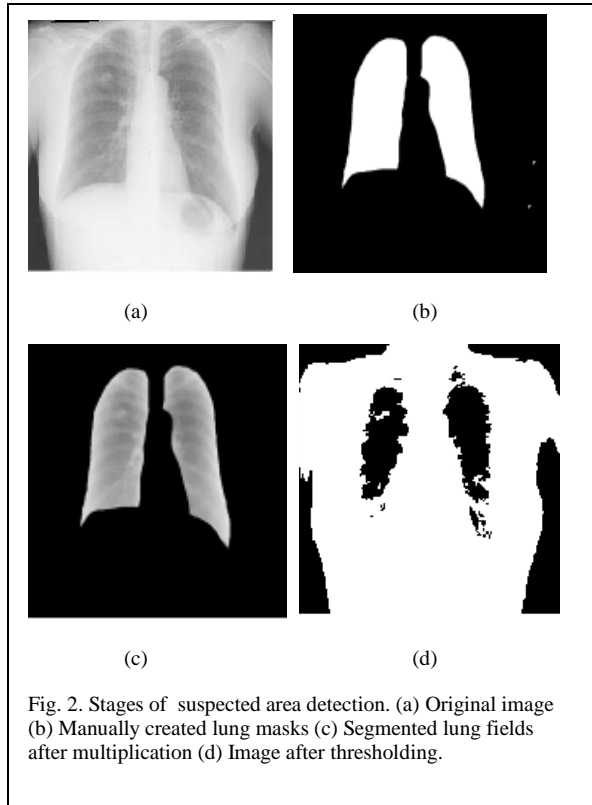 (a)
(b)
(c)
(d)
Fig. 2. Stages of suspected area detection. (a) Original image
(b) Manually created lung masks (c) Segmented lung fields
after multiplication (d) Image after thresholding.